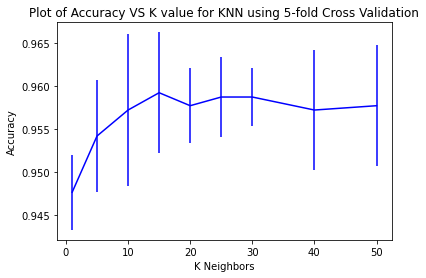 Plot of Accuracy VS K value for KNN using 5-fold Cross Validation
0.965
0.960
0.955
0.950
0.945
Accuracy
0 10 20 30 40 50
K Neighbors